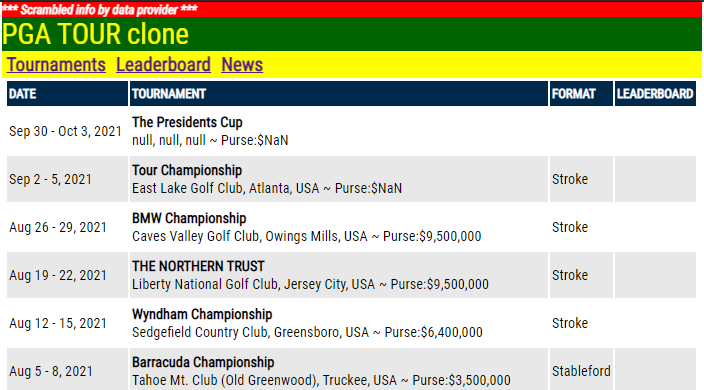 *** Scrambled info by data provider ***
PGA TOUR clone
Tournaments Leaderboard News
DATE TOURNAMENT FORMAT LEADERBOARD
Sep 30 - Oct 3, 2021 The Presidents Cup
null, null, null ~ Purse:$NaN
Sep 2 - 5, 2021 Tour Championship Stroke
East Lake Golf Club, Atlanta, USA ~ Purse:$NaN
Aug 26 - 29, 2021 BMW Championship Stroke
Caves Valley Golf Club, Owings Mills, USA ~ Purse:$9,500,000
Aug 19 - 22, 2021 THE NORTHERN TRUST Stroke
Liberty National Golf Club, Jersey City, USA ~ Purse:$9,500,000
Aug 12 - 15, 2021 Wyndham Championship Stroke
Sedgefield Country Club, Greensboro, USA ~ Purse:$6,400,000
Aug 5 - 8, 2021 Barracuda Championship Stableford
Tahoe Mt. Club (Old Greenwood), Truckee, USA ~ Purse:$3,500,000